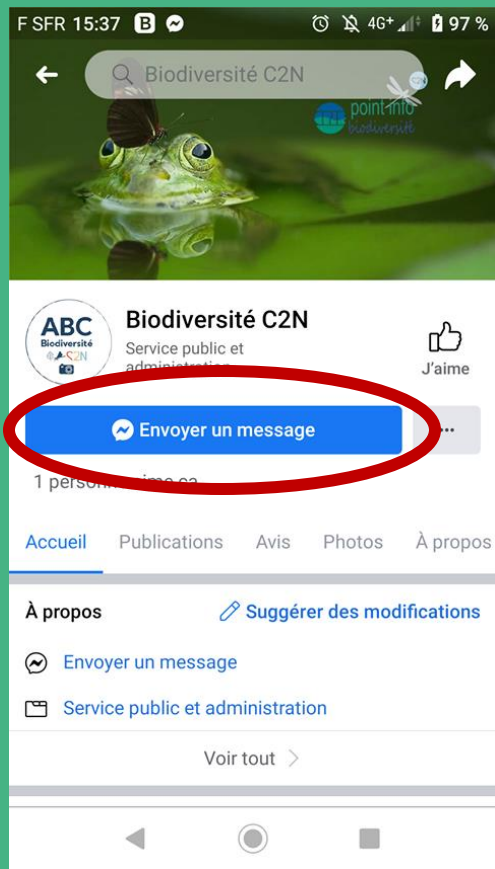 F SFR 15:37 B 4G+ 97 %
Biodiversité C2N
point info
biodiversité
ABC
Biodiversité
C2N
Biodiversité C2N
Service public et
administration
J'aime
Envoyer un message
...
1 personne aime ça
Accueil Publications Avis Photos À propos
À propos Suggérer des modifications
Envoyer un message
Service public et administration
Voir tout